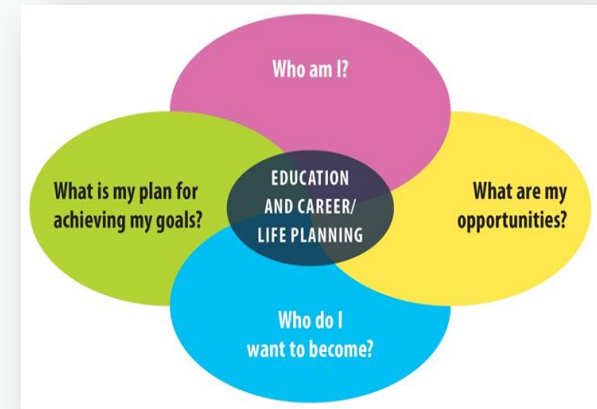 Who am I?
What is my plan for
achieving my goals?
EDUCATION
AND CAREER/
LIFE PLANNING
What are my
opportunities?
Who do I
want to become?